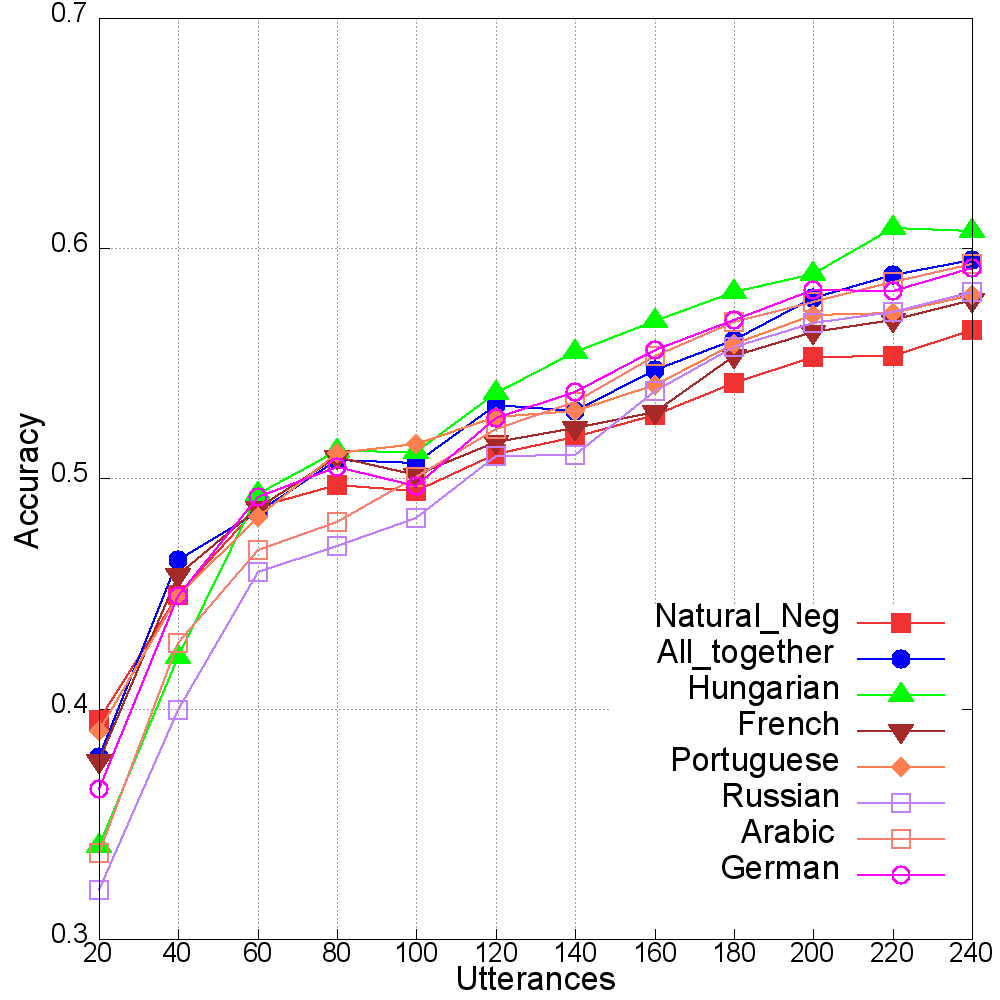 0.7
0.6
0.5
0.4
0.3
Accuracy
Natural_Neg
All_together
Hungarian
French
Portuguese
Russian
Arabic
German
20 40 60 80 100 120 140 160 180 200 220 240
Utterances